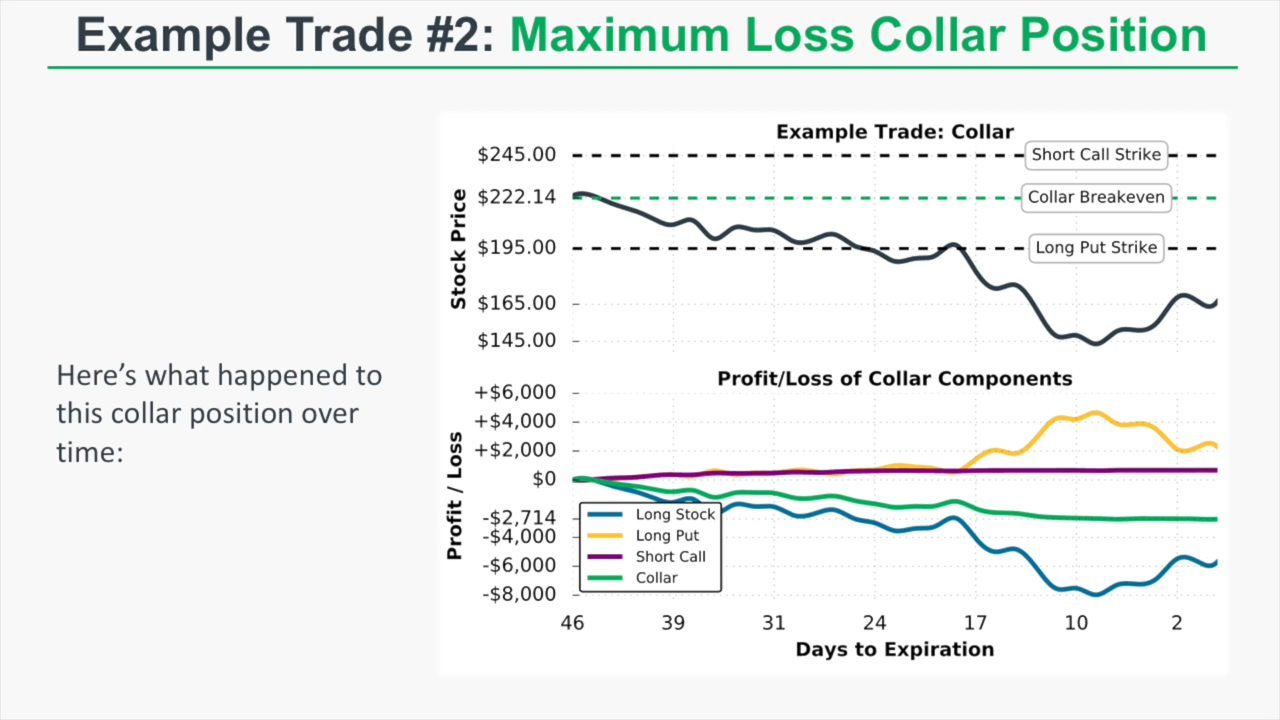 Example Trade #2: Maximum Loss Collar Position
Here’s what happened to
this collar position over
time:
Example Trade: Collar
Stock Price
$245.00
$222.14
$195.00
$165.00
$145.00
Short Call Strike
Collar Breakeven
Long Put Strike
Profit/Loss of Collar Components
Profit / Loss
+$6,000
+$4,000
+$2,000
$0
-$2,714
-$4,000
-$6,000
-$8,000
Long Stock
Long Put
Short Call
Collar
46 39 31 24 17 10 2
Days to Expiration